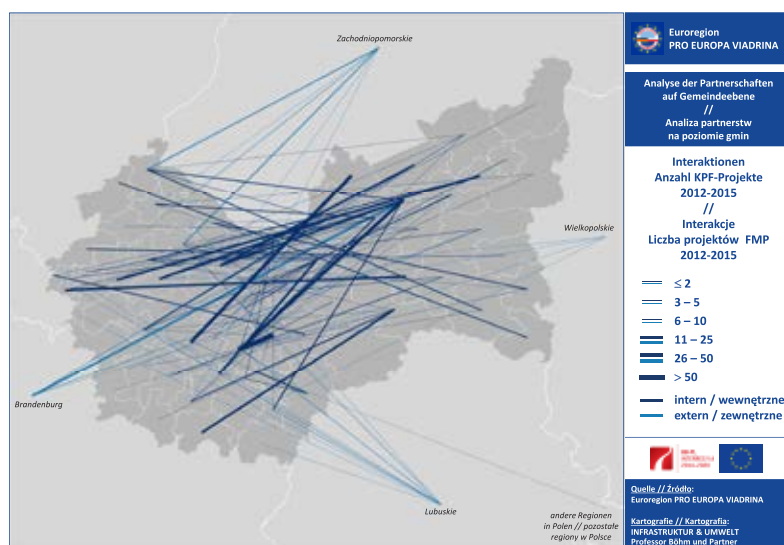 Zachodniopomorskie
Wielkopolskie
Brandenburg
Lubuskie
andere Regionen
in Polen // pozostałe
regiony w Polsce
Euroregion
PRO EUROPA VIADRINA
Analyse der Partnerschaften
auf Gemeindeebene
//
Analiza partnerstw
na poziomie gmin
Interaktionen
Anzahl KPF-Projekte
2012-2015
//
Interakcje
Liczba projektów FMP
2012-2015
≤ 2
3 – 5
6 – 10
11 – 25
26 – 50
> 50
intern / wewnętrzne
extern / zewnętrzne
Quelle // Źródło:
Euroregion PRO EUROPA VIADRINA
Kartografie // Kartografia:
INFRASTRUKTUR & UMWELT
Professor Böhm und Partner